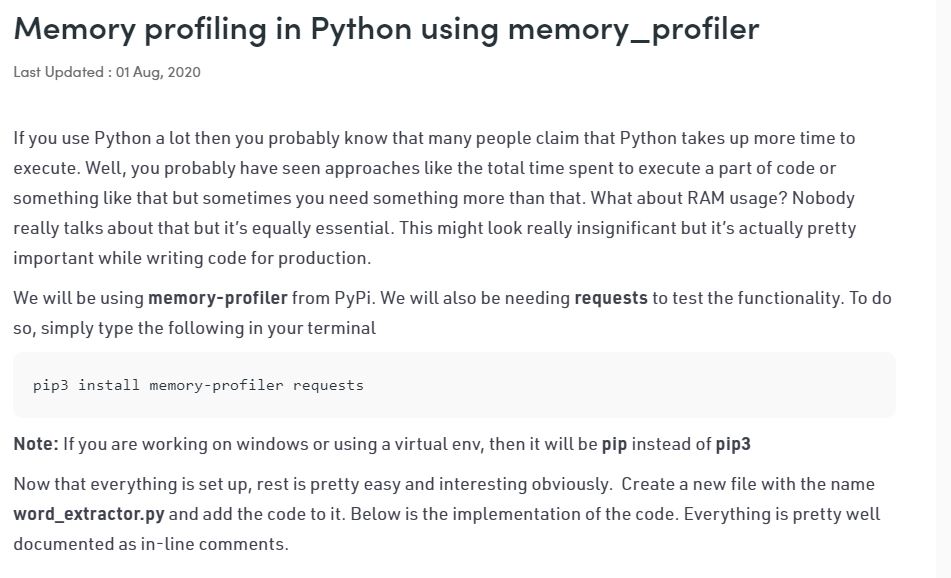 Memory profiling in Python using memory_profiler
Last Updated : 01 Aug, 2020
If you use Python a lot then you probably know that many people claim that Python takes up more time to
execute. Well, you probably have seen approaches like the total time spent to execute a part of code or
something like that but sometimes you need something more than that. What about RAM usage? Nobody
really talks about that but it’s equally essential. This might look really insignificant but it’s actually pretty
important while writing code for production.
We will be using memory-profiler from PyPi. We will also be needing requests to test the functionality. To do
so, simply type the following in your terminal
pip3 install memory-profiler requests
Note: If you are working on windows or using a virtual env, then it will be pip instead of pip3
Now that everything is set up, rest is pretty easy and interesting obviously.  Create a new file with the name
word_extractor.py and add the code to it. Below is the implementation of the code. Everything is pretty well
documented as in-line comments.